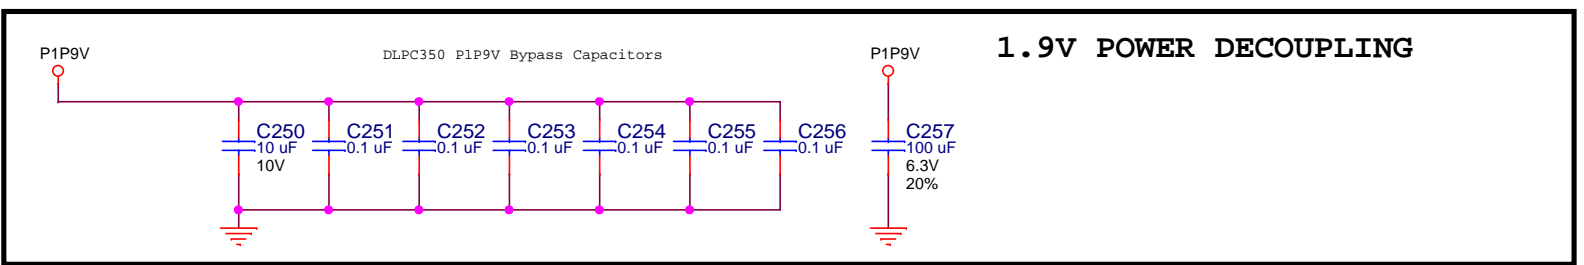 1.9V POWER DECOUPLING
P1P9V
DLPC350 P1P9V Bypass Capacitors
P1P9V
C250
10 uF
10V
C251
0.1 uF
C252
0.1 uF
C253
0.1 uF
C254
0.1 uF
C255
0.1 uF
C256
0.1 uF
C257
100 uF
6.3V
20%